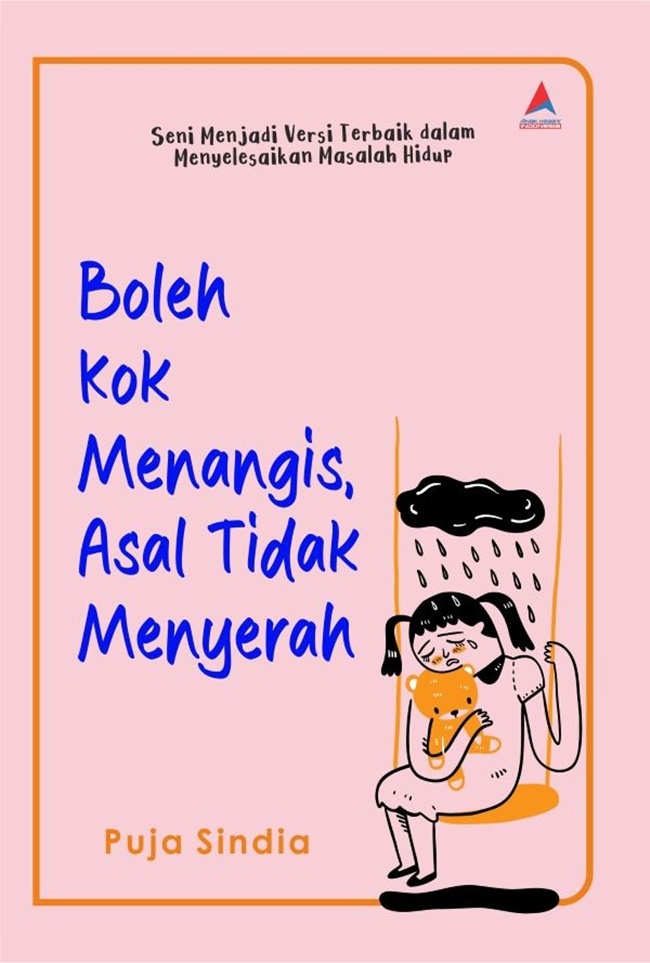 Seni Menjadi Versi Terbaik dalam
Menyelesaikan Masalah Hidup
Boleh
Kok
Menangis,
Asal Tidak
Menyerah
Puja Sindia